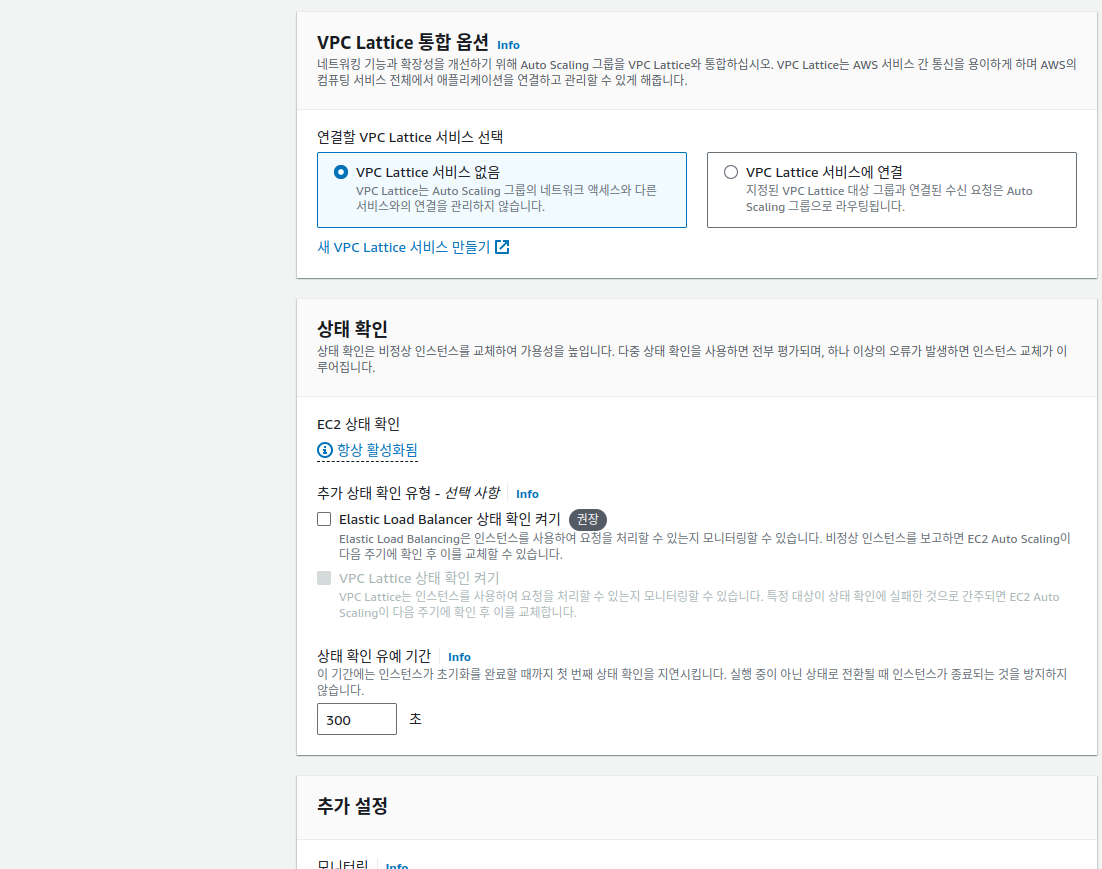 VPC Lattice 통합 옵션 Info
네트워킹 기능과 확장성을 개선하기 위해 Auto Scaling 그룹을 VPC Lattice와 통합하십시오. VPC Lattice는 AWS 서비스 간 통신을 용이하게 하며 AWS의
컴퓨팅 서비스 전체에서 애플리케이션을 연결하고 관리할 수 있게 해줍니다.
연결할 VPC Lattice 서비스 선택
VPC Lattice 서비스 없음
VPC Lattice는 Auto Scaling 그룹의 네트워크 액세스와 다른
서비스와의 연결을 관리하지 않습니다.
VPC Lattice 서비스에 연결
지정된 VPC Lattice 대상 그룹과 연결된 수신 요청은 Auto
Scaling 그룹으로 라우팅됩니다.
새 VPC Lattice 서비스 만들기
상태 확인
상태 확인은 비정상 인스턴스를 교체하여 가용성을 높입니다. 다중 상태 확인을 사용하면 전부 평가되며, 하나 이상의 오류가 발생하면 인스턴스 교체가 이
루어집니다.
EC2 상태 확인
항상 활성화됨
추가 상태 확인 유형 - 선택 사항 Info
Elastic Load Balancer 상태 확인 켜기 권장
Elastic Load Balancing은 인스턴스를 사용하여 요청을 처리할 수 있는지 모니터링할 수 있습니다. 비정상 인스턴스를 보고하면 EC2 Auto Scaling이
다음 주기에 확인 후 이를 교체할 수 있습니다.
VPC Lattice 상태 확인 켜기
VPC Lattice는 인스턴스를 사용하여 요청을 처리할 수 있는지 모니터링할 수 있습니다. 특정 대상이 상태 확인에 실패한 것으로 간주되면 EC2 Auto
Scaling이 다음 주기에 확인 후 이를 교체합니다.
상태 확인 유예 기간 Info
이 기간에는 인스턴스가 초기화를 완료할 때까지 첫 번째 상태 확인을 지연시킵니다. 실행 중이 아닌 상태로 전환될 때 인스턴스가 종료되는 것을 방지하지
않습니다.
300 초
추가 설정
모니터링 Info